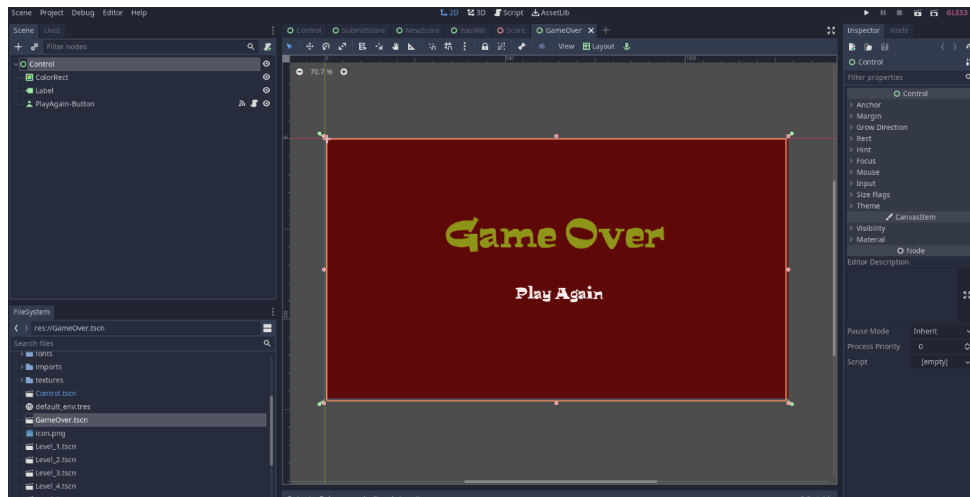 Scene Project Debug Editor Help
2D 3D Script AssetLib
GLES3
Scene
Control SubmitScore NewScore YouWin Score GameOver
Inspector Node
Filter nodes
View Layout
Control
ColorRect
Label
PlayAgain-Button
70.7 %
500
1000
Control
Filter properties
Control
Anchor
Margin
Grow Direction
Rect
Hint
Focus
Mouse
Input
Size Flags
Theme
CanvasItem
Visibility
Material
Node
Editor Description
Game Over
Play Again
FileSystem
res://GameOver.tscn
Search files
fonts
imports
textures
Control.tscn
default_env.tres
GameOver.tscn
icon.png
Level_1.tscn
Level_2.tscn
Level_3.tscn
Level_4.tscn
Pause Mode Inherit
Process Priority 0
Script [empty]